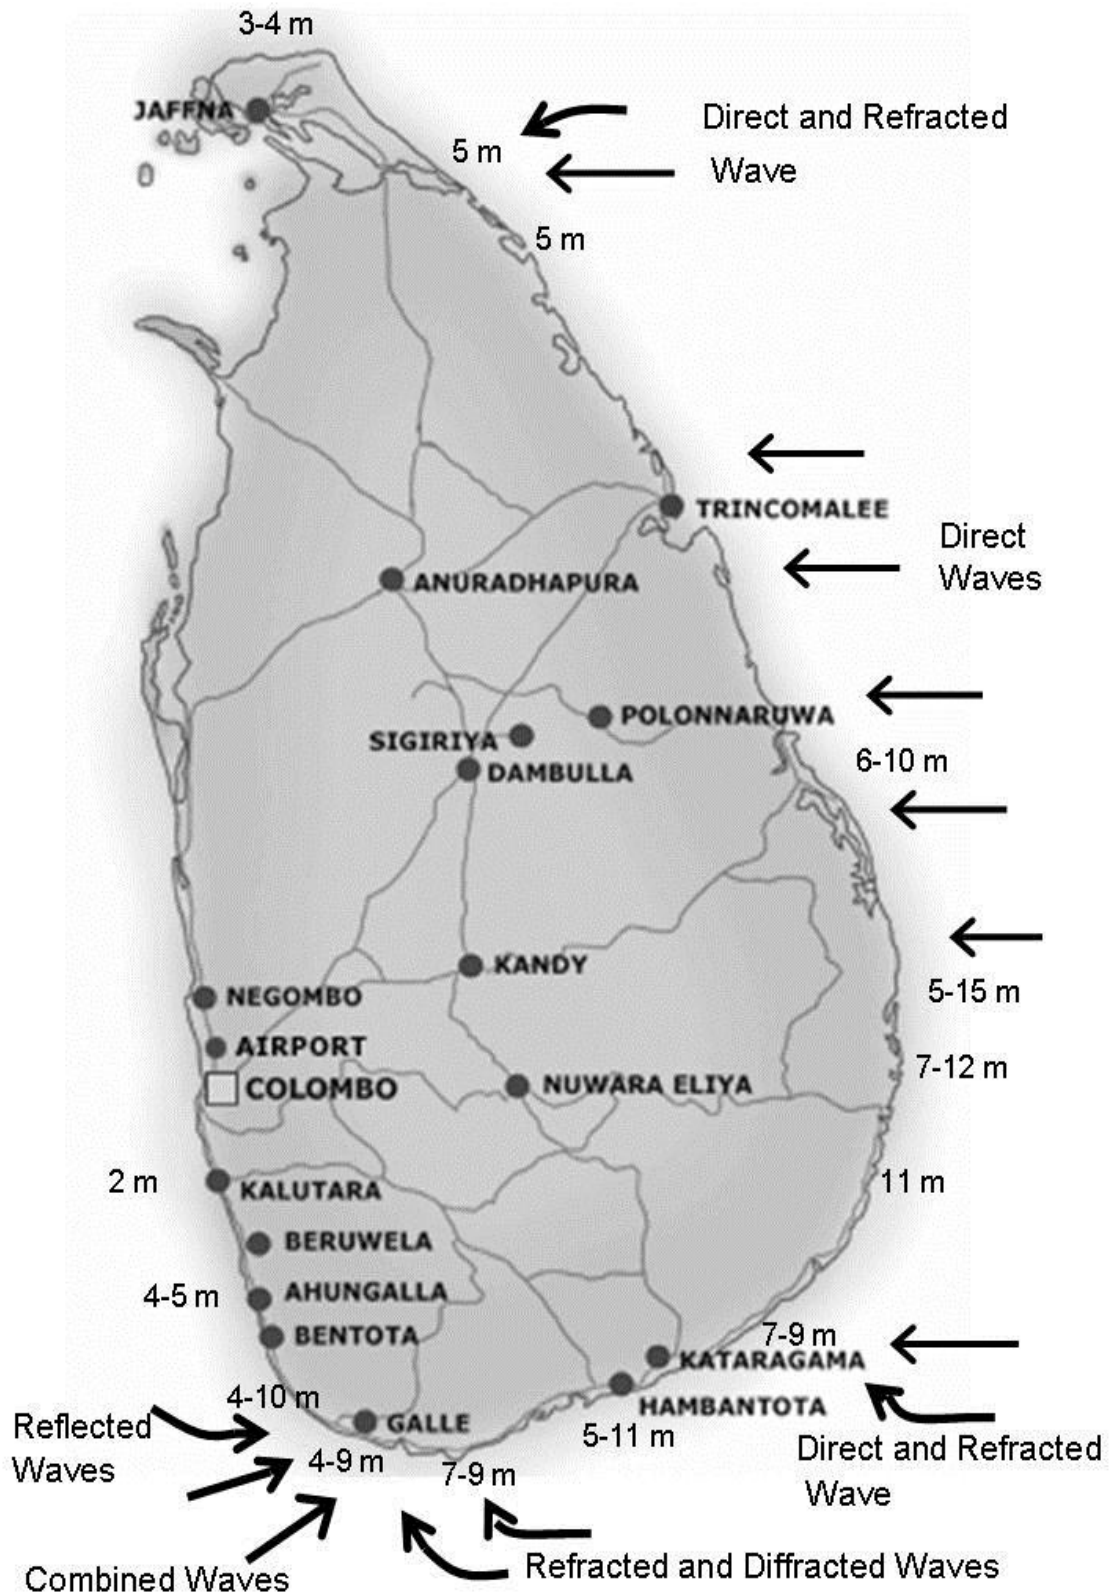 3-4 m
JAFFNA
Direct and Refracted
Wave
5 m
5 m
TRINCOMALEE
Direct
Waves
ANURADHAPURA
POLONNARUWA
SIGIRIYA
6-10 m
DAMBULLA
KANDY
5-15 m
NEGOMBO
AIRPORT
7-12 m
COLOMBO
NUWARA ELIYA
2 m
KALUTARA
11 m
BERUWELA
4-5 m
AHUNGALLA
BENTOTA
7-9 m
KATARAGAMA
4-10 m
HAMBANTOTA
Reflected
Waves
GALLE
5-11 m
4-9 m
7-9 m
Direct and Refracted
Wave
Refracted and Diffracted Waves
Combined Waves